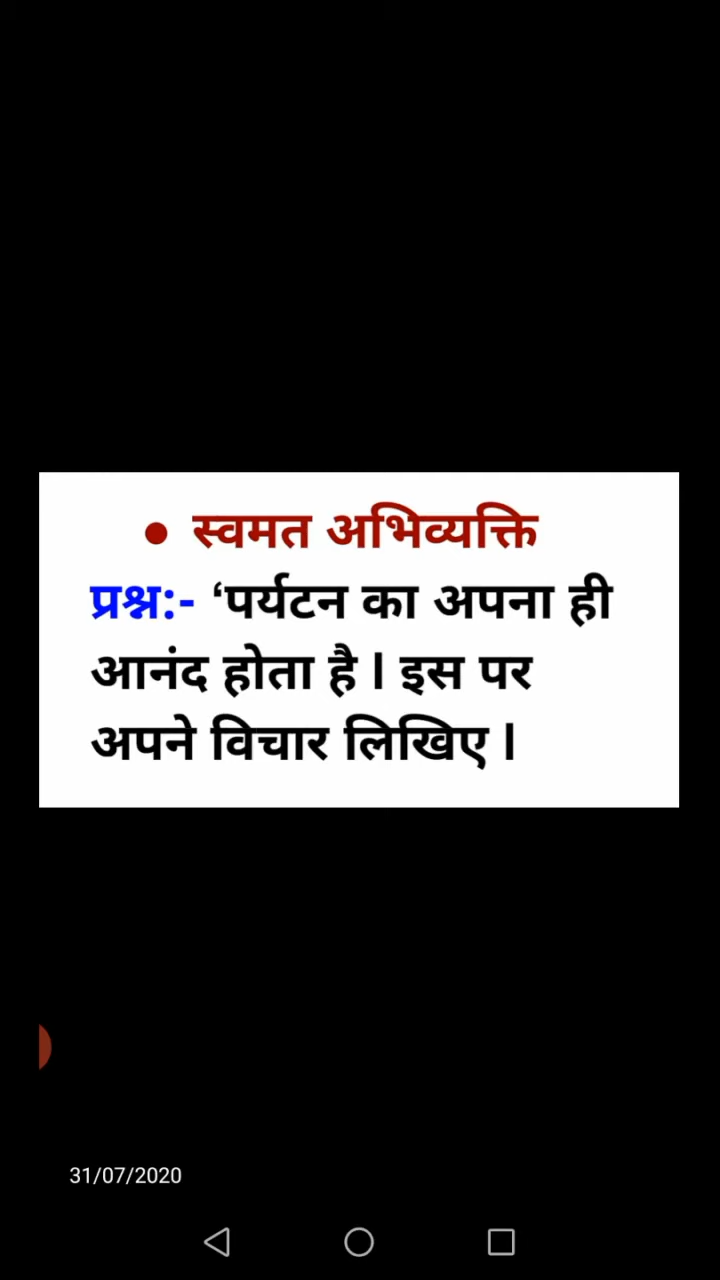 • स्वमत अभिव्यक्ति
प्रश्न:- ‘पर्यटन का अपना ही
आनंद होता है l इस पर
अपने विचार लिखिए l
31/07/2020